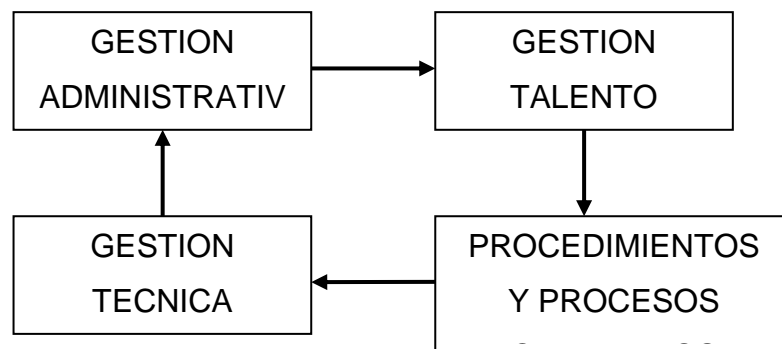 GESTION
ADMINISTRATIV
GESTION
TALENTO
GESTION
TECNICA
PROCEDIMIENTOS
Y PROCESOS